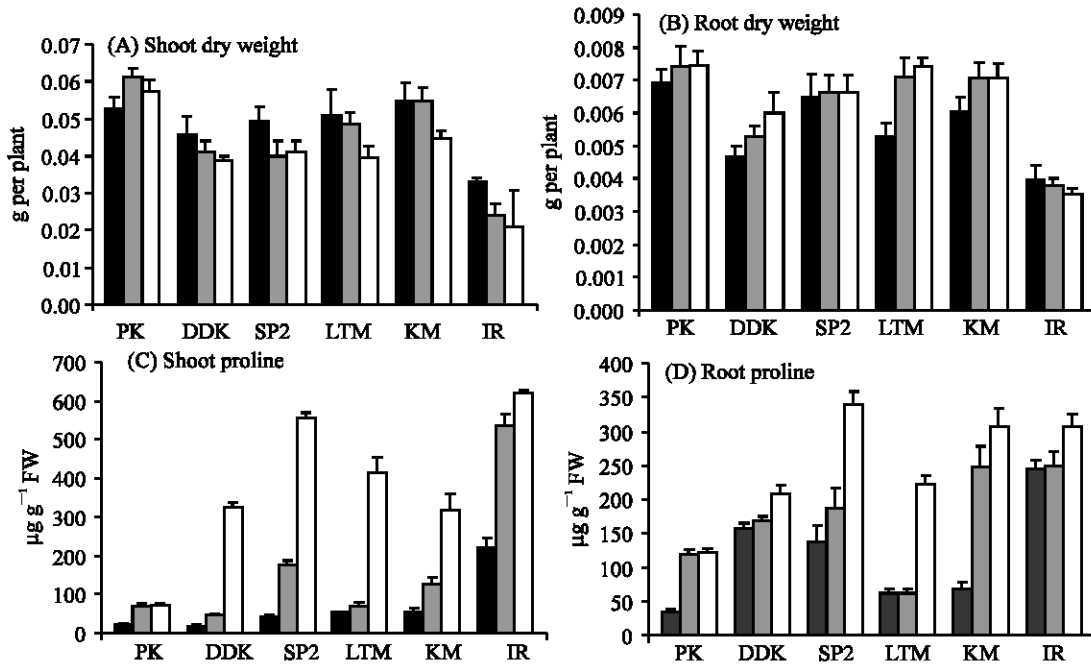 (A) Shoot dry weight
g per plant
0.07
0.06
0.05
0.04
0.03
0.02
0.01
0.00
PK DDK SP2 LTM KM IR
(B) Root dry weight
g per plant
0.009
0.008
0.007
0.006
0.005
0.004
0.003
0.002
0.001
0.000
PK DDK SP2 LTM KM IR
(C) Shoot proline
µg g⁻¹ FW
700
600
500
400
300
200
100
0
PK DDK SP2 LTM KM IR
(D) Root proline
µg g⁻¹ FW
400
350
300
250
200
150
100
50
0
PK DDK SP2 LTM KM IR